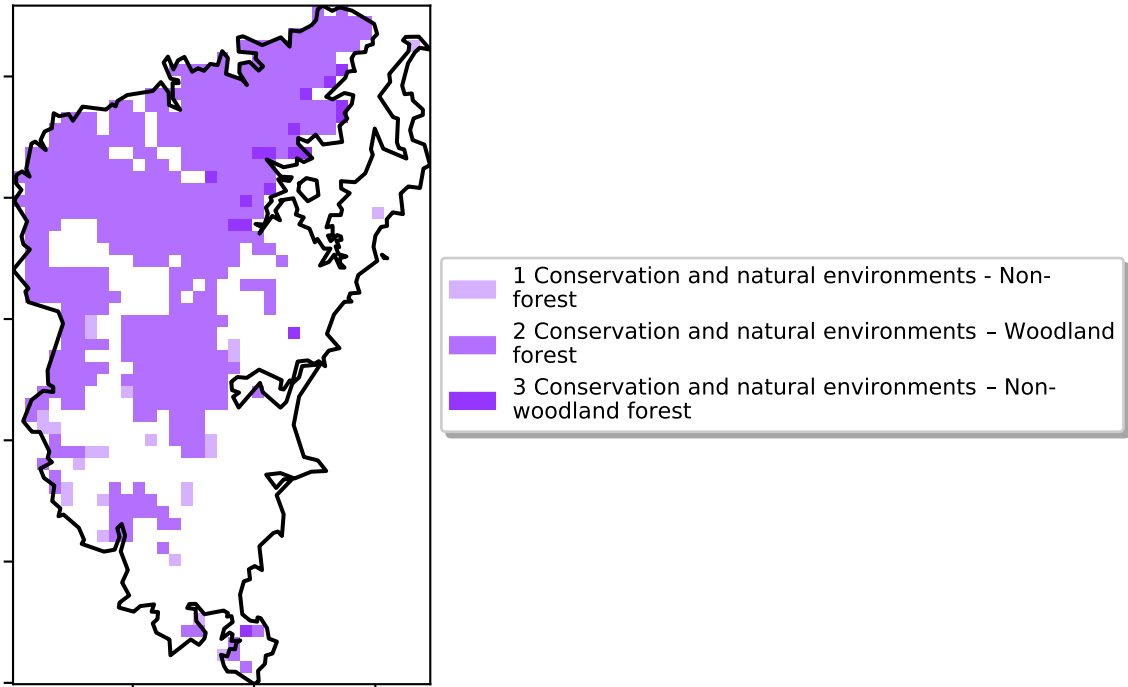 1 Conservation and natural environments - Non-
forest
2 Conservation and natural environments – Woodland
forest
3 Conservation and natural environments – Non-
woodland forest